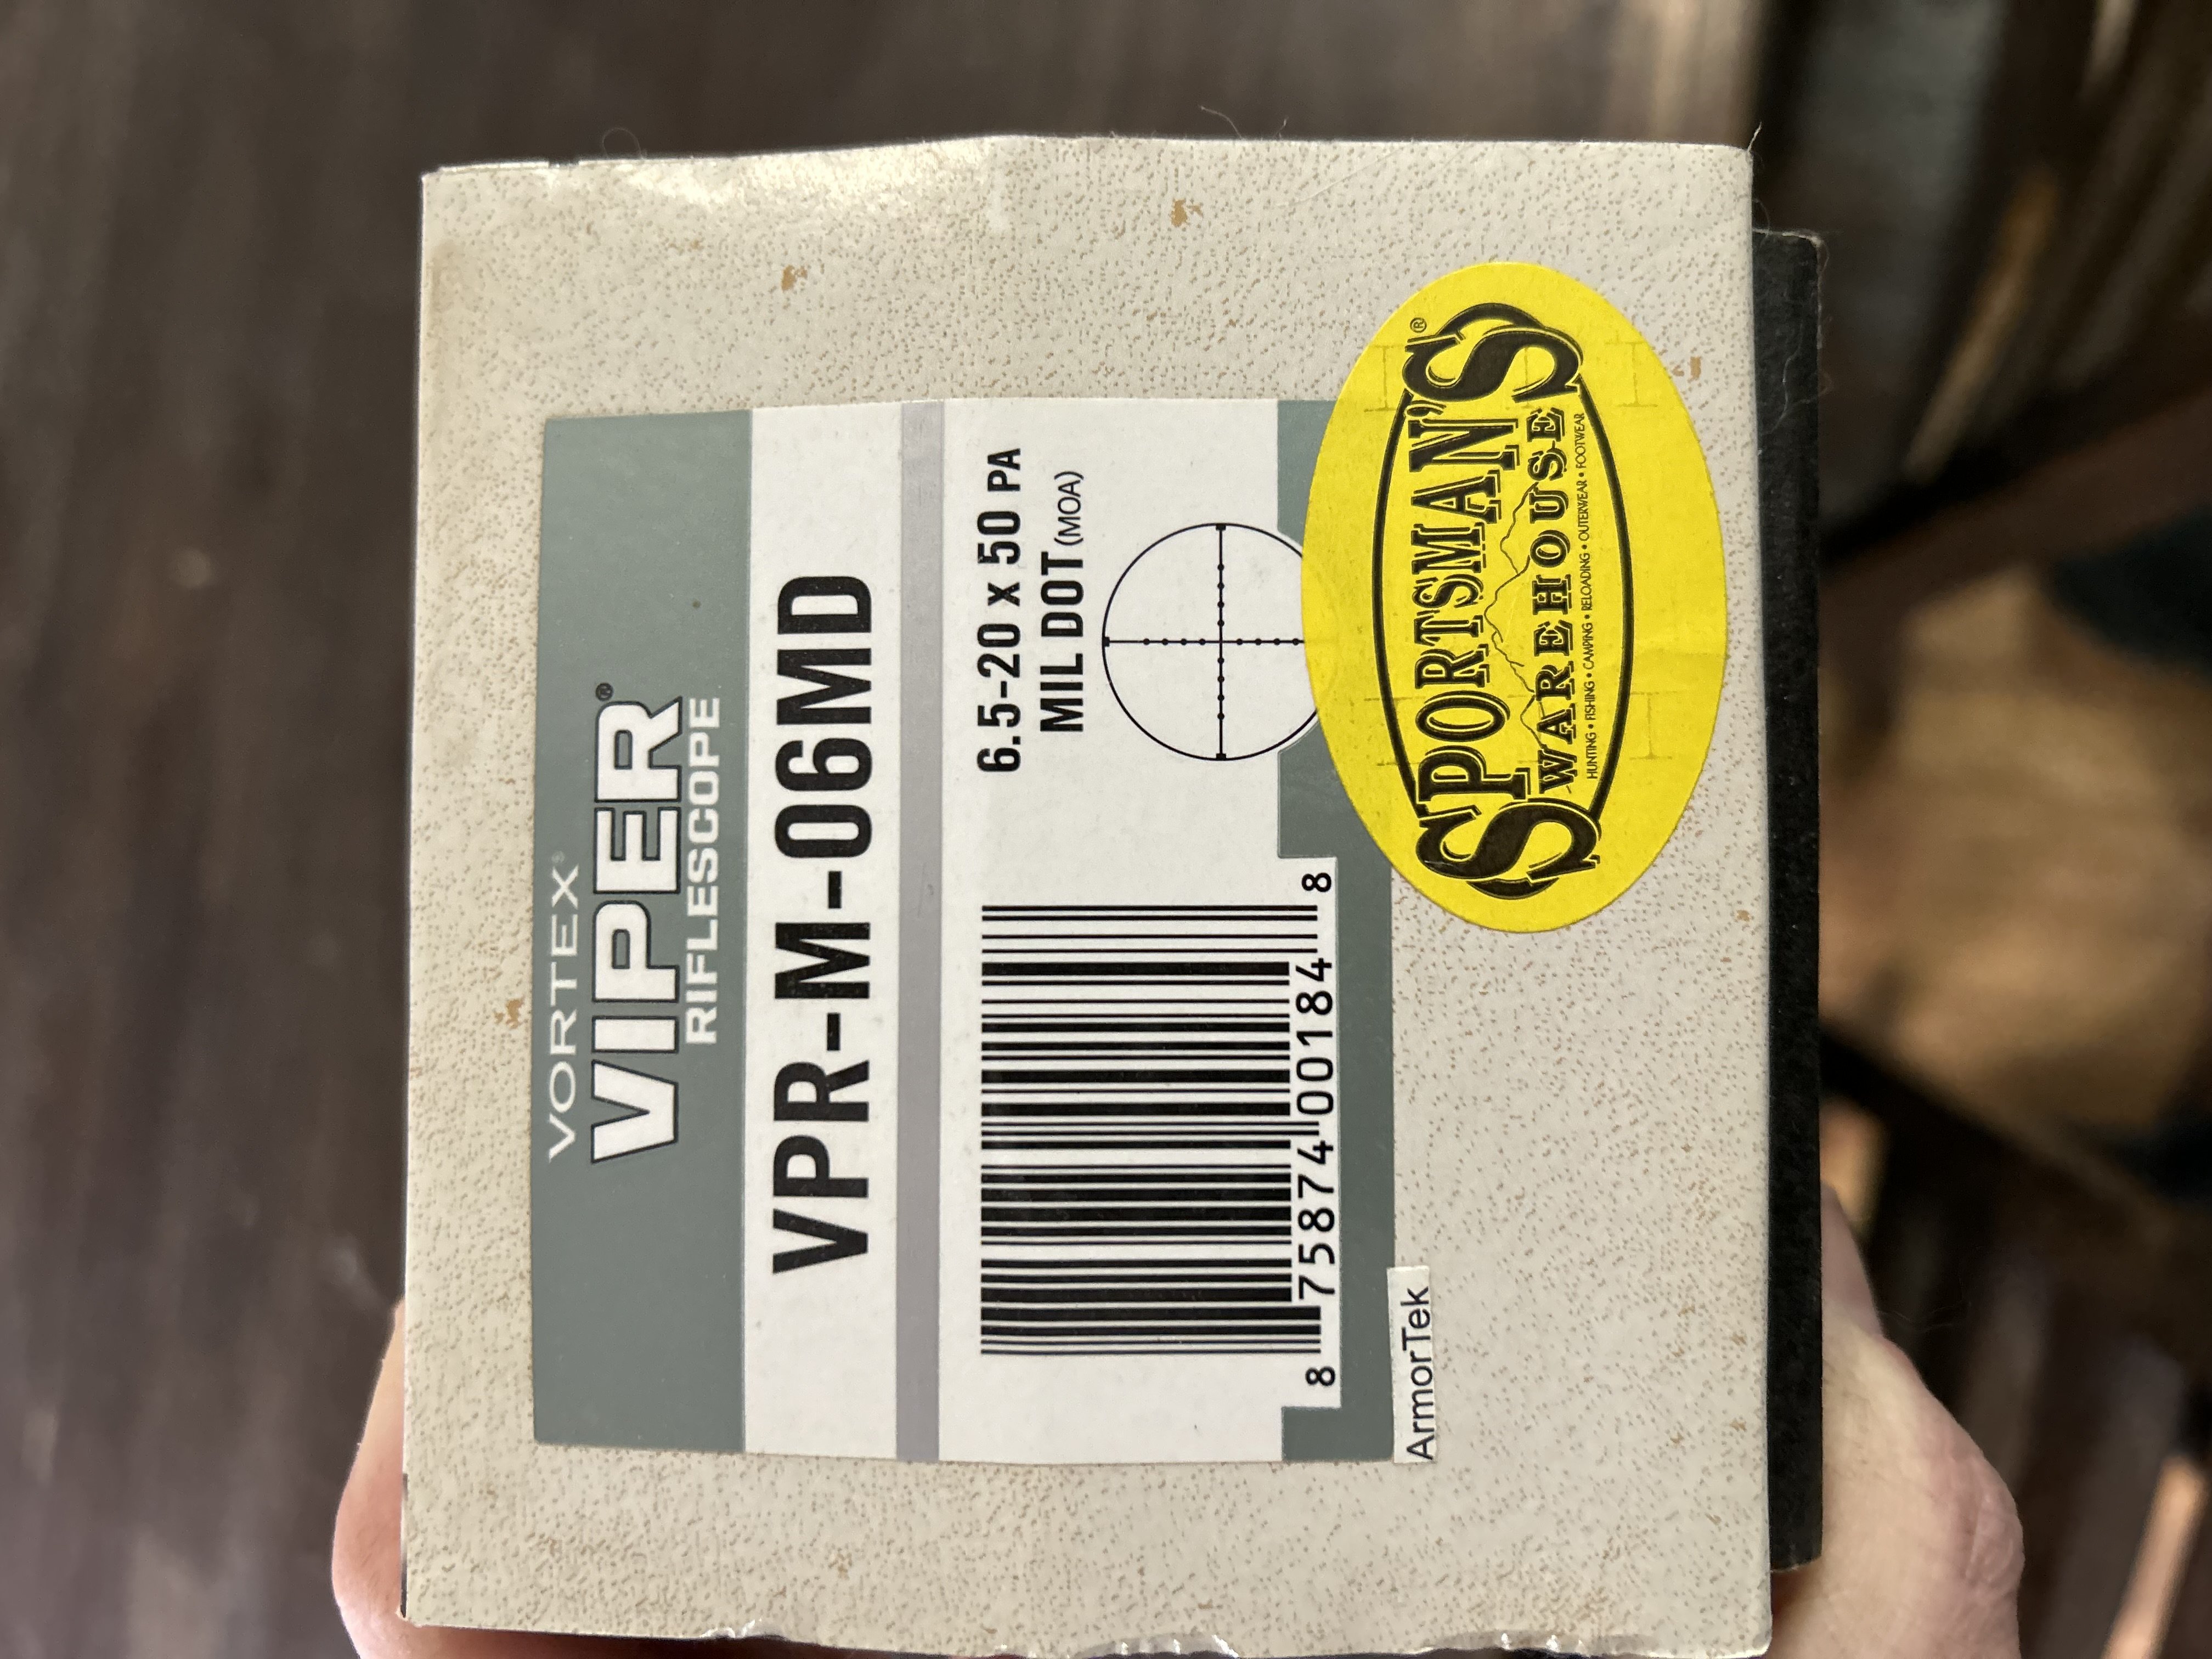 VORTEX®
VIPER®
RIFLESCOPE
VPR-M-06MD
6.5-20 x 50 PA
MIL DOT (MOA)
8 75874 00184 8
ArmorTek
SPORTSMAN'S®
WAREHOUSE
HUNTING • FISHING • CAMPING • RELOADING • OUTERWEAR • FOOTWEAR